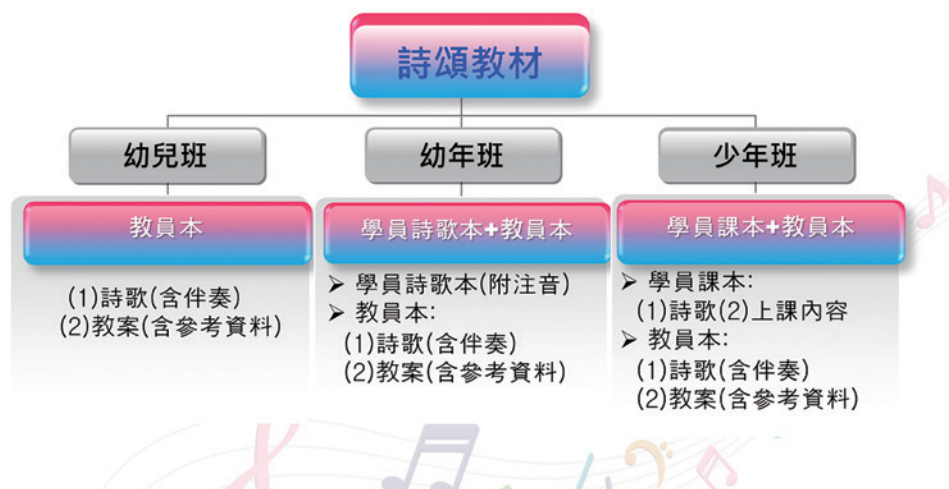 詩頌教材
幼兒班
教員本
(1)詩歌(含伴奏)
(2)教案(含參考資料)
幼年班
學員詩歌本+教員本
➢ 學員詩歌本(附注音)
➢ 教員本:
(1)詩歌(含伴奏)
(2)教案(含參考資料)
少年班
學員課本+教員本
➢ 學員課本:
(1)詩歌(2)上課內容
➢ 教員本:
(1)詩歌(含伴奏)
(2)教案(含參考資料)